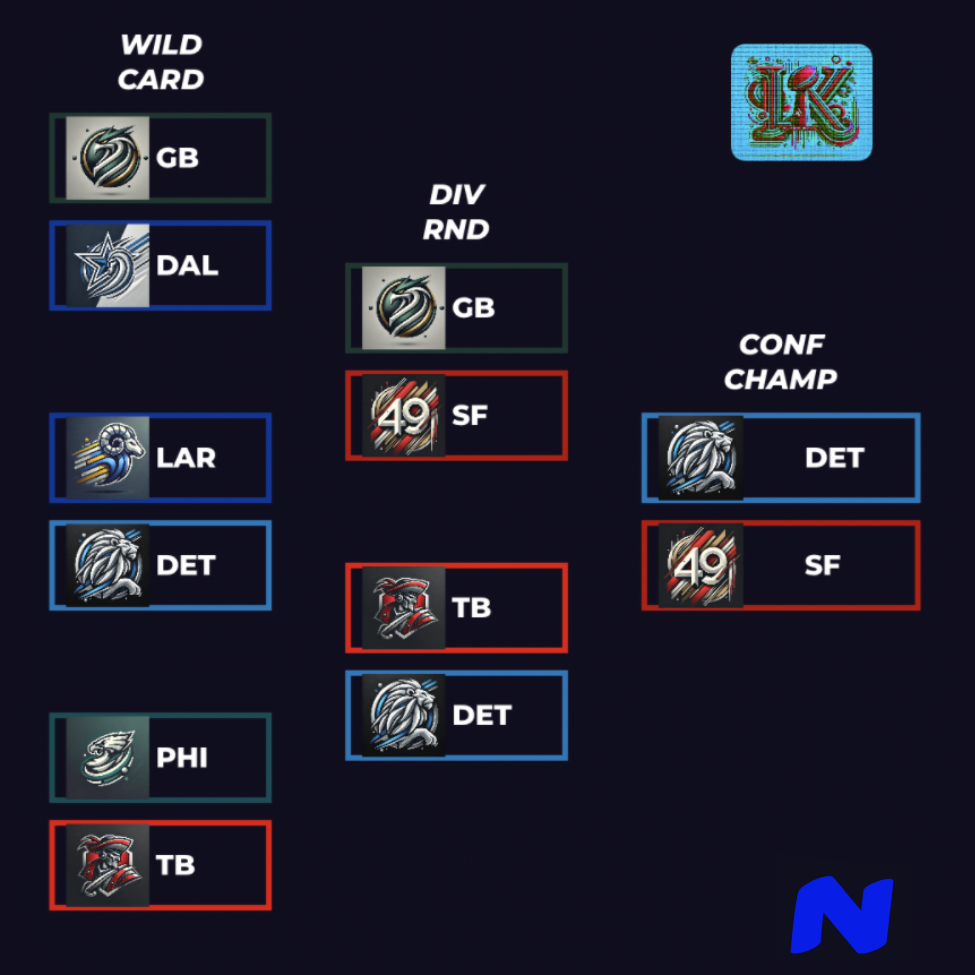 WILD
CARD
GB
DAL
LAR
DET
PHI
TB
DIV
RND
GB
49 SF
TB
DET
LK
CONF
CHAMP
DET
49 SF
N